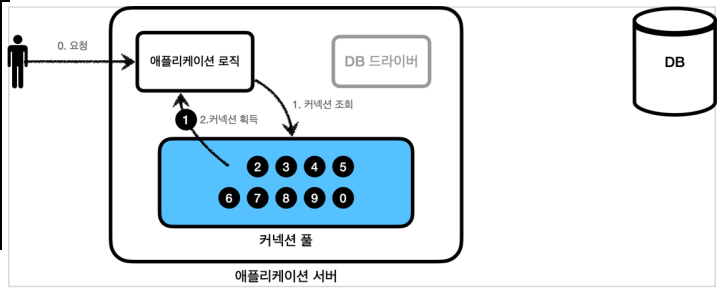 0. 요청
애플리케이션 로직
DB 드라이버
DB
1. 커넥션 조회
1 2.커넥션 획득
2 3 4 5
6 7 8 9 0
커넥션 풀
애플리케이션 서버